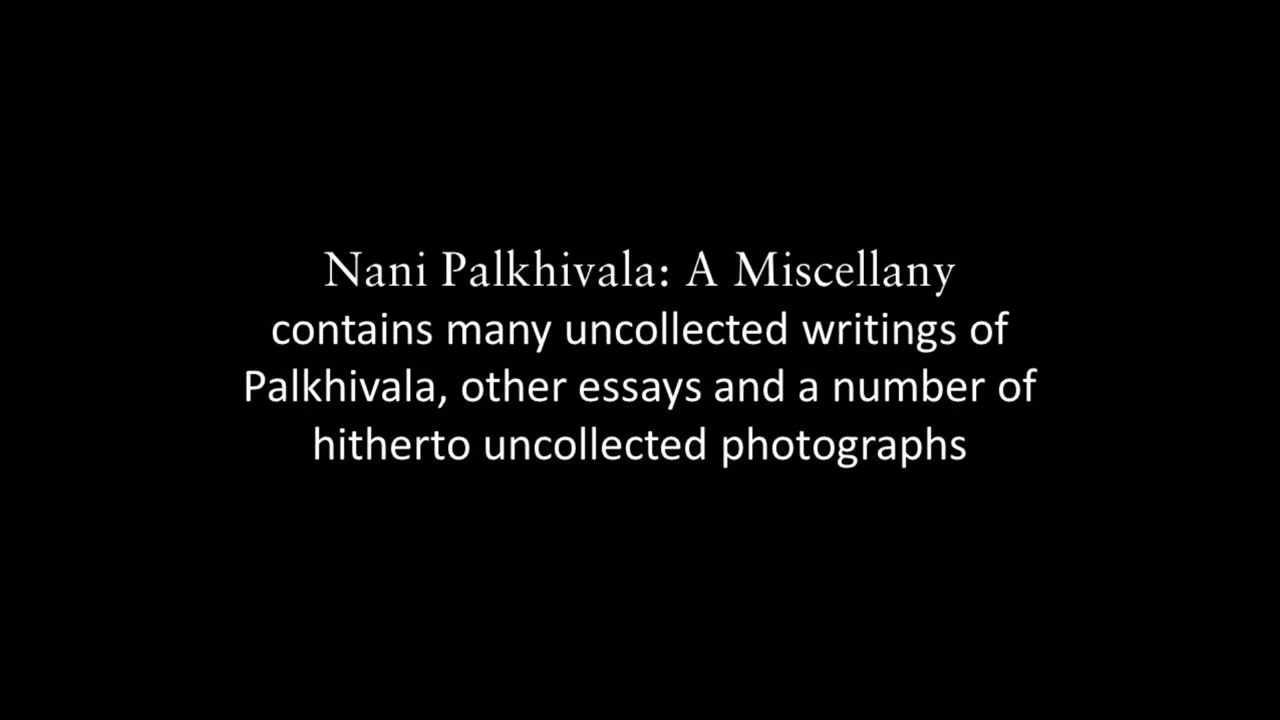 Nani Palkhivala: A Miscellany
contains many uncollected writings of
Palkhivala, other essays and a number of
hitherto uncollected photographs